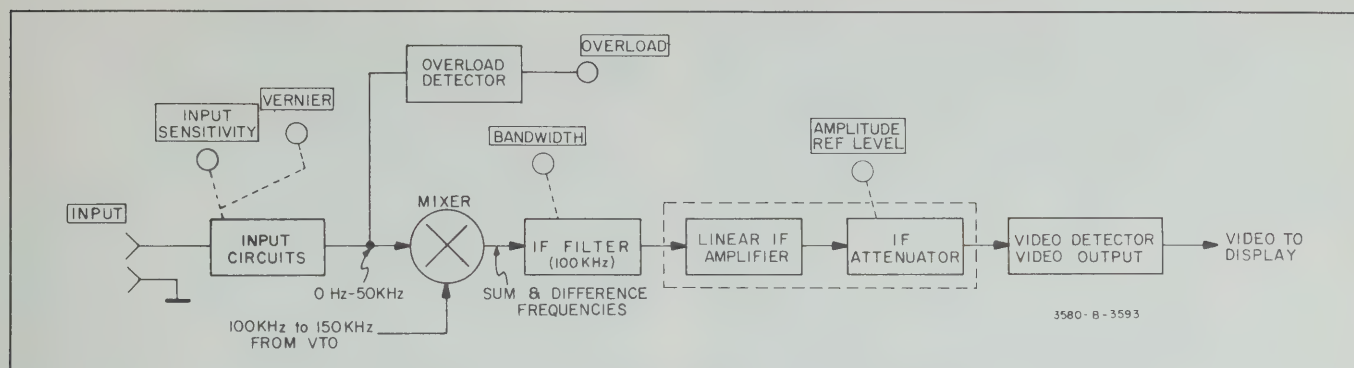 OVERLOAD
OVERLOAD
DETECTOR
VERNIER
INPUT
SENSITIVITY
BANDWIDTH
AMPLITUDE
REF LEVEL
INPUT
MIXER
INPUT
CIRCUITS
IF FILTER
(100KHz)
LINEAR IF
AMPLIFIER
IF
ATTENUATOR
VIDEO DETECTOR
VIDEO OUTPUT
VIDEO TO
DISPLAY
0 Hz-50KHz
SUM & DIFFERENCE
FREQUENCIES
100KHz to 150KHz
FROM VTO
3580-B-3593